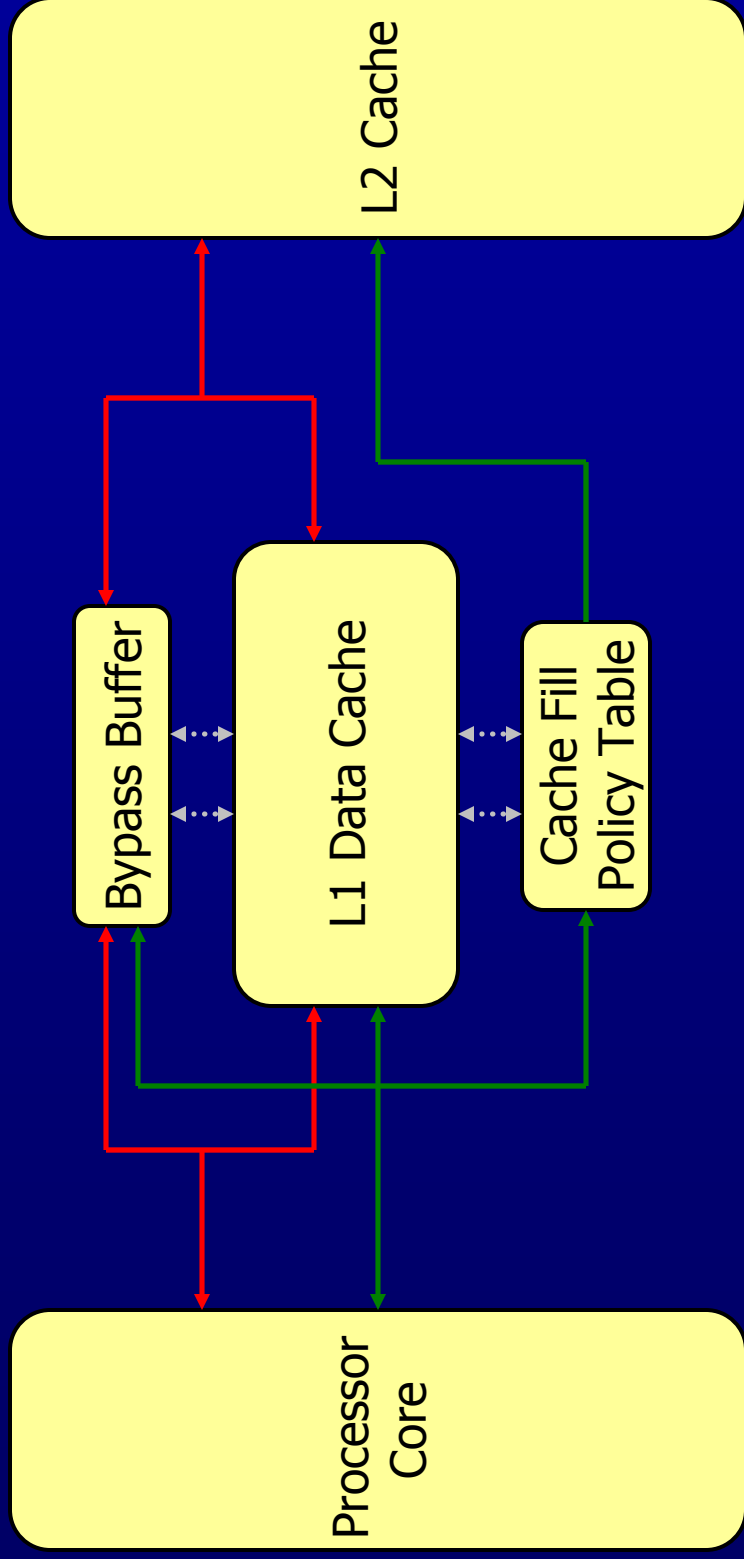 Processor
Core
Bypass Buffer
L1 Data Cache
Cache Fill
Policy Table
L2 Cache